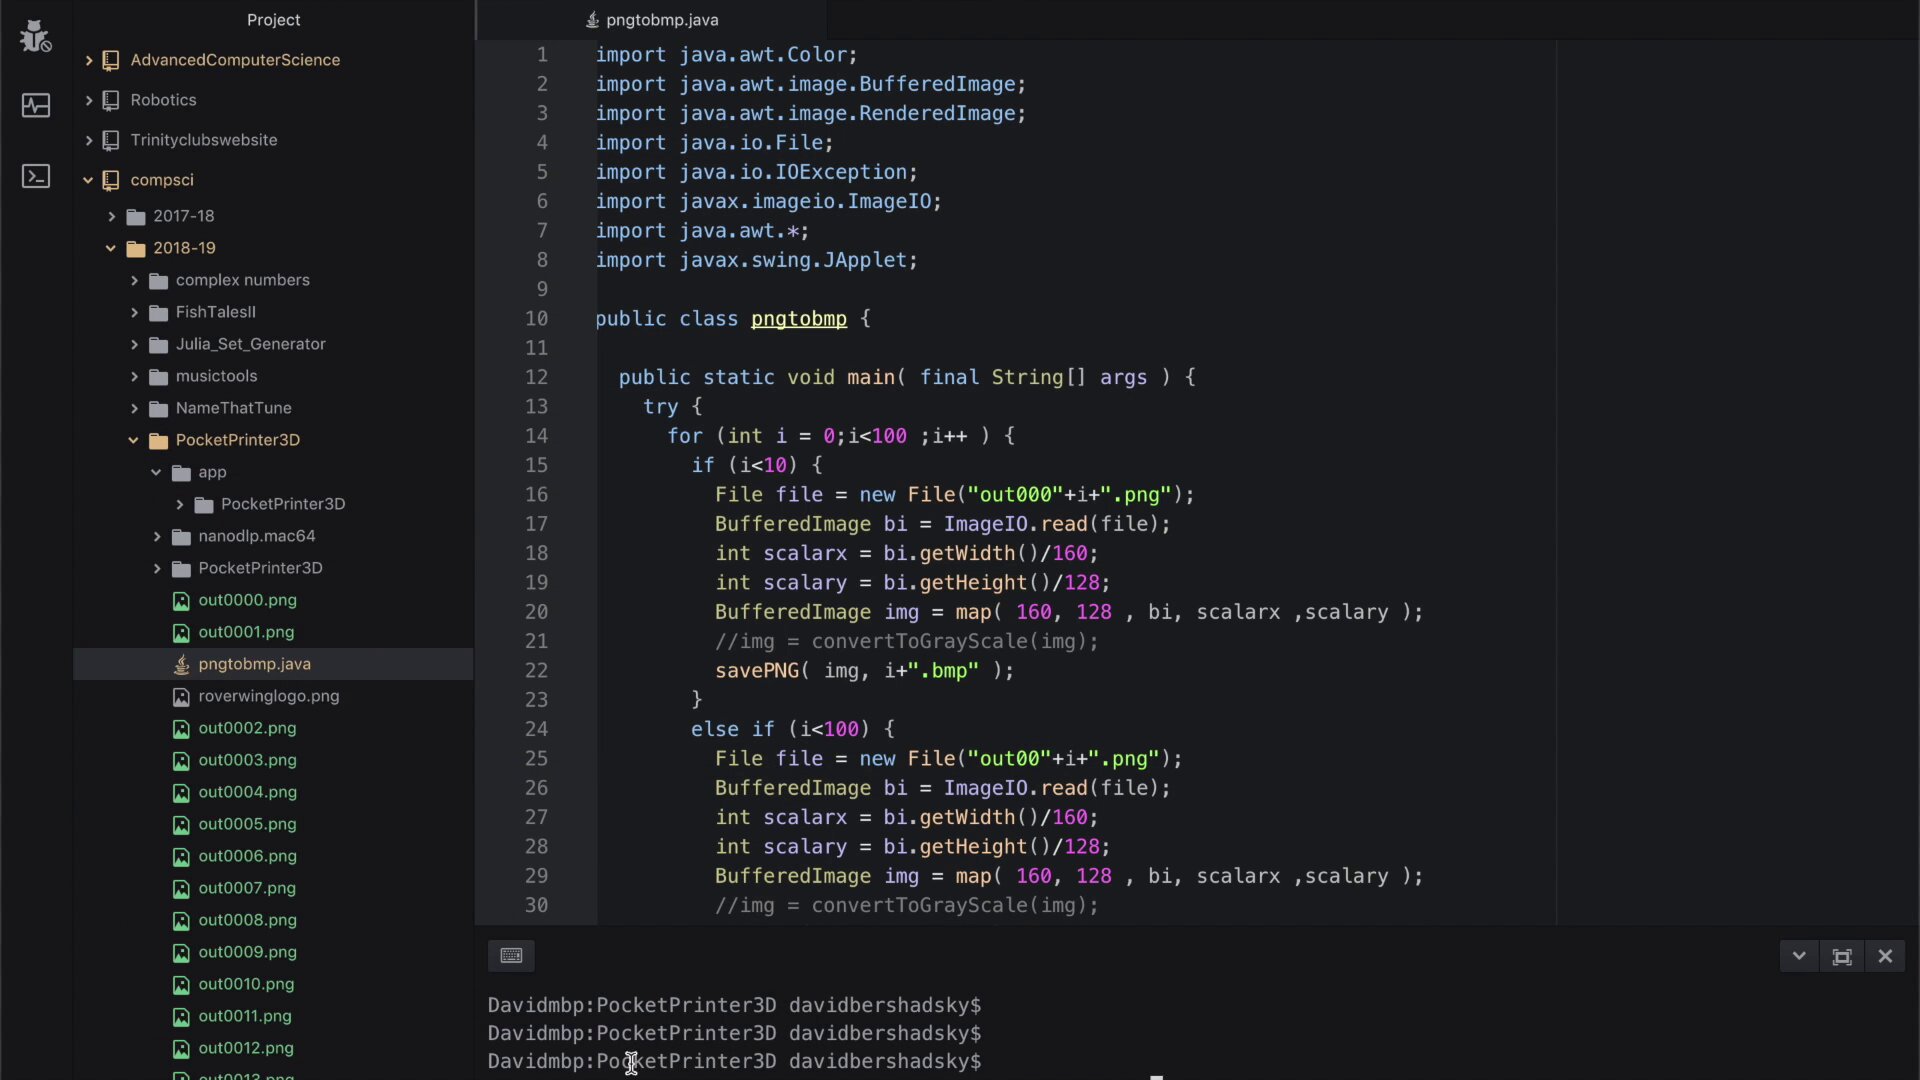 Project
AdvancedComputerScience
Robotics
Trinityclubswebsite
compsci
2017-18
2018-19
complex numbers
FishTalesII
Julia_Set_Generator
musictools
NameThatTune
PocketPrinter3D
app
PocketPrinter3D
nanodlp.mac64
PocketPrinter3D
out0000.png
out0001.png
pngtobmp.java
roverwinglogo.png
out0002.png
out0003.png
out0004.png
out0005.png
out0006.png
out0007.png
out0008.png
out0009.png
out0010.png
out0011.png
out0012.png
out0013.png
pngtobmp.java
1 import java.awt.Color;
2 import java.awt.image.BufferedImage;
3 import java.awt.image.RenderedImage;
4 import java.io.File;
5 import java.io.IOException;
6 import javax.imageio.ImageIO;
7 import java.awt.*;
8 import javax.swing.JApplet;
9
10 public class pngtobmp {
11
12 public static void main( final String[] args ) {
13 try {
14 for (int i = 0;i<100 ;i++ ) {
15 if (i<10) {
16 File file = new File("out000"+i+".png");
17 BufferedImage bi = ImageIO.read(file);
18 int scalarx = bi.getWidth()/160;
19 int scalary = bi.getHeight()/128;
20 BufferedImage img = map( 160, 128 , bi, scalarx ,scalary );
21 //img = convertToGrayScale(img);
22 savePNG( img, i+".bmp" );
23 }
24 else if (i<100) {
25 File file = new File("out00"+i+".png");
26 BufferedImage bi = ImageIO.read(file);
27 int scalarx = bi.getWidth()/160;
28 int scalary = bi.getHeight()/128;
29 BufferedImage img = map( 160, 128 , bi, scalarx ,scalary );
30 //img = convertToGrayScale(img);
Davidmbp:PocketPrinter3D davidbershadsky$
Davidmbp:PocketPrinter3D davidbershadsky$
Davidmbp:PocketPrinter3D davidbershadsky$